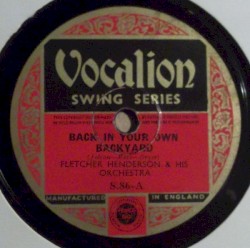 Vocalion
SWING SERIES
BACK IN YOUR OWN
BACKYARD
FLETCHER HENDERSON & HIS
ORCHESTRA
S.86-A
MANUFACTURED IN ENGLAND